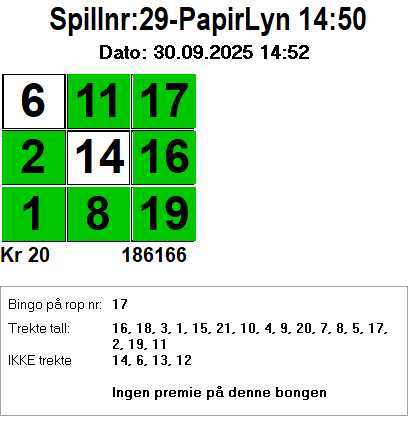 Spillnr:29-PapirLyn 14:50
Dato: 30.09.2025 14:52
6 11 17
2 14 16
1 8 19
Kr 20 186166
Bingo på rop nr: 17
Trekte tall: 16, 18, 3, 1, 15, 21, 10, 4, 9, 20, 7, 8, 5, 17,
2, 19, 11
IKKE trekte 14, 6, 13, 12
Ingen premie på denne bongen